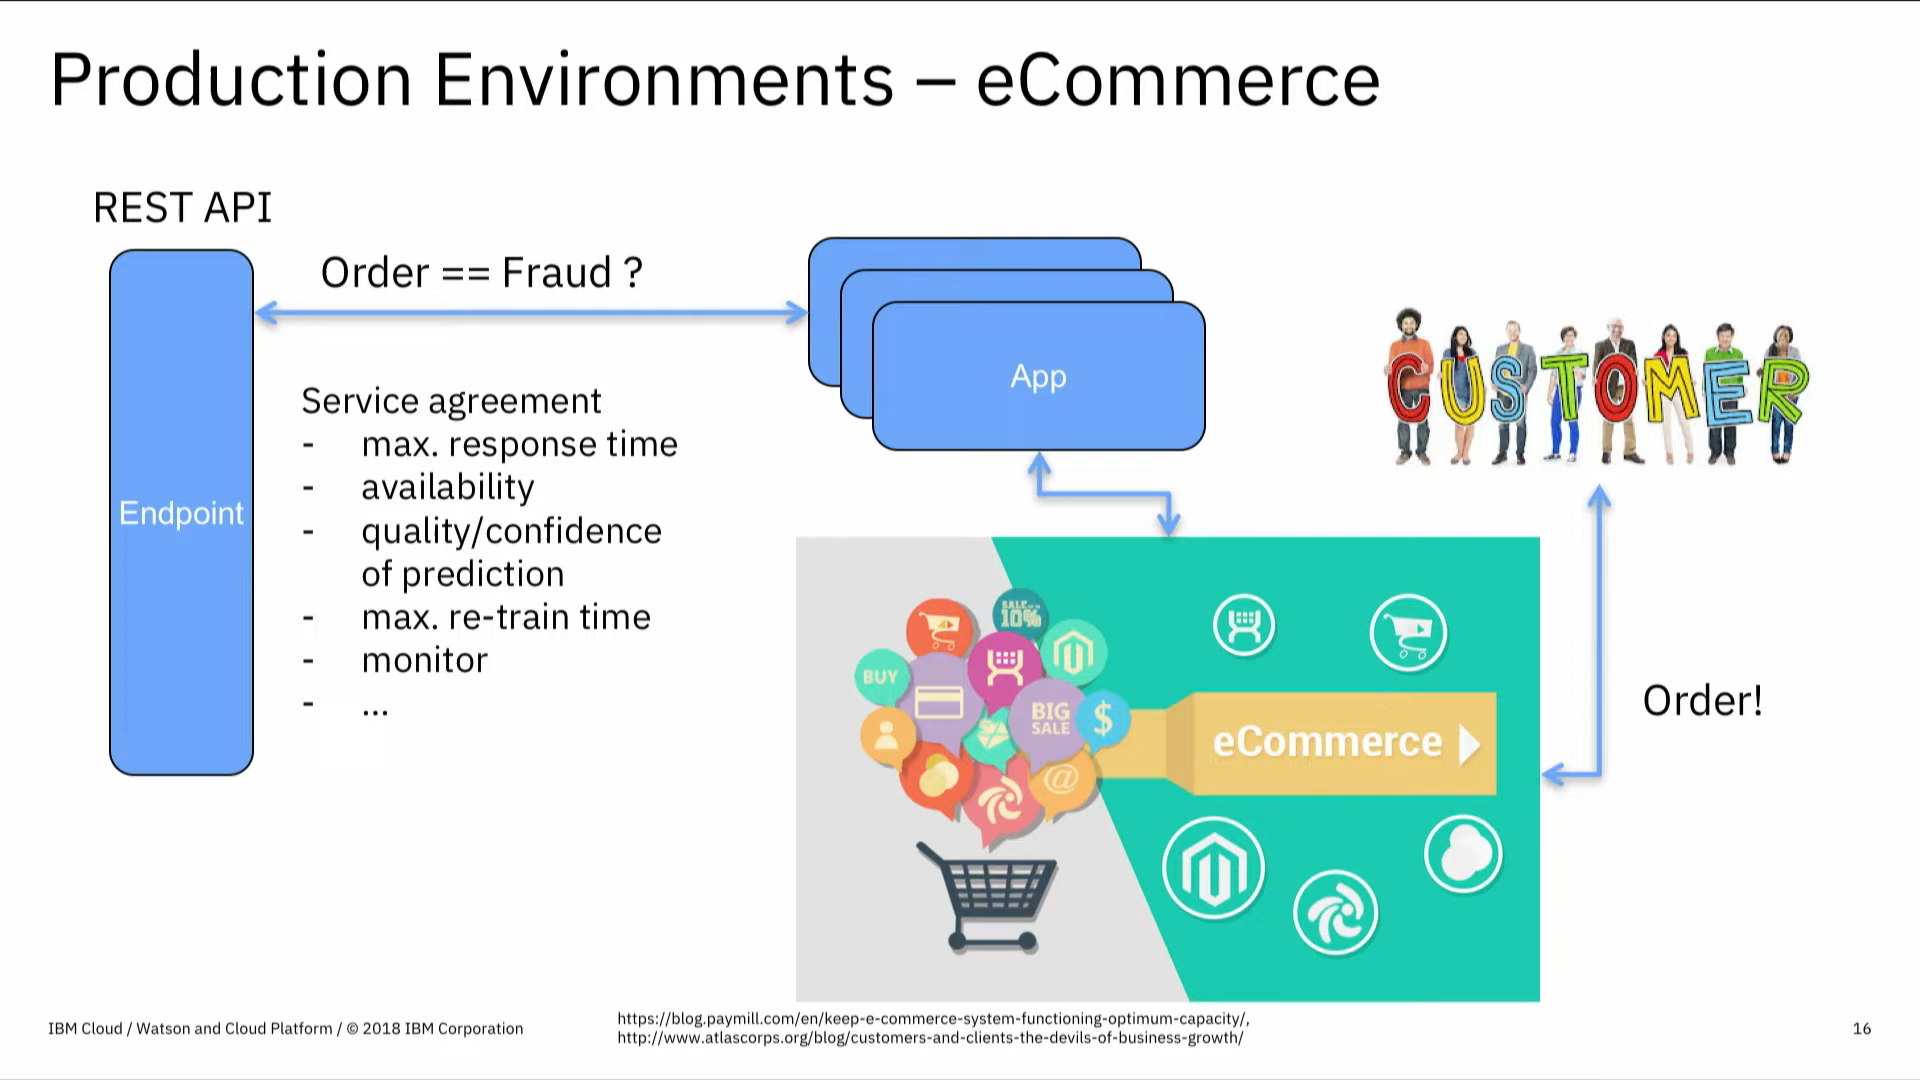 Production Environments – eCommerce
REST API
Endpoint
Order == Fraud ?
Service agreement
- max. response time
- availability
- quality/confidence
of prediction
- max. re-train time
- monitor
- ...
App
CUSTOMER
Order!
SALE
10%
BUY
BIG
SALE
$
@
eCommerce
IBM Cloud / Watson and Cloud Platform / © 2018 IBM Corporation
https://blog.paymill.com/en/keep-e-commerce-system-functioning-optimum-capacity/,
http://www.atlascorps.org/blog/customers-and-clients-the-devils-of-business-growth/
16